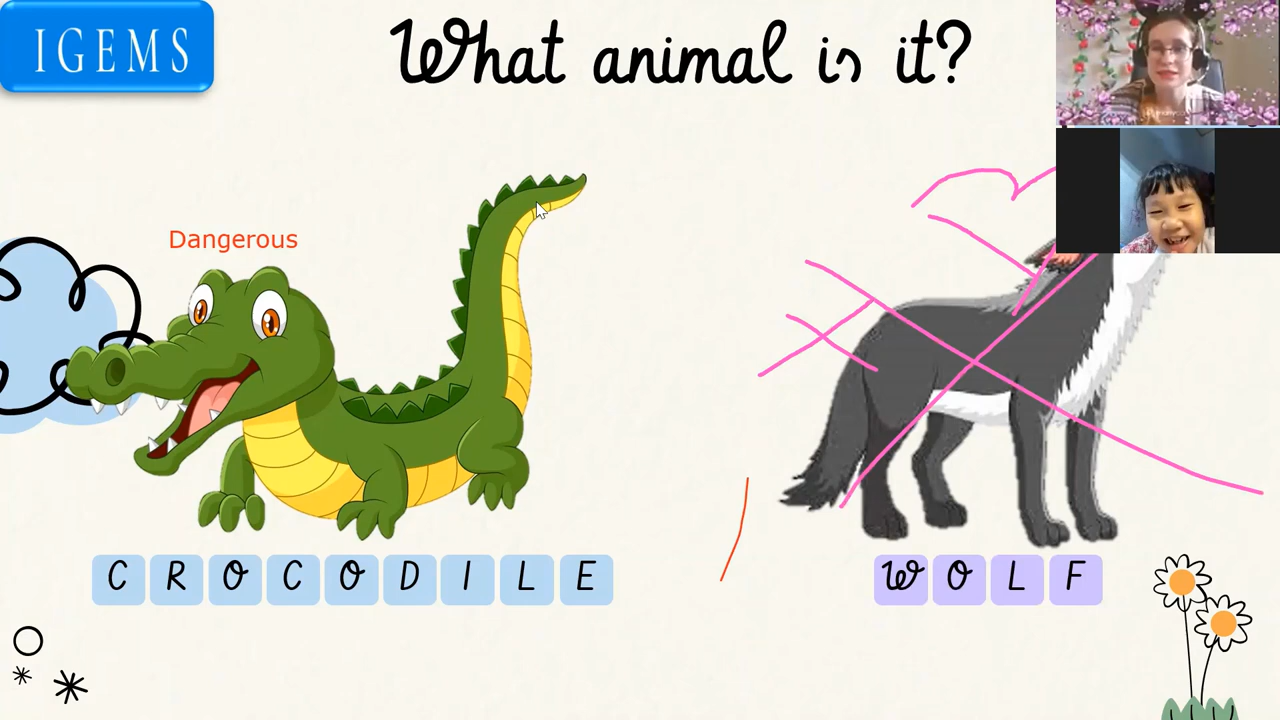 IGEMS
What animal is it?
Dangerous
CROCODILE
WOLF